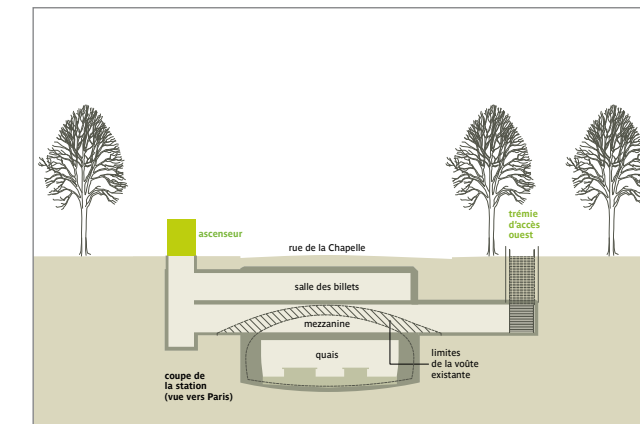 trémie
d'accès
ouest
ascenseur
rue de la Chapelle
salle des billets
mezzanine
quais
limites
de la voûte
existante
coupe de
la station
(vue vers Paris)